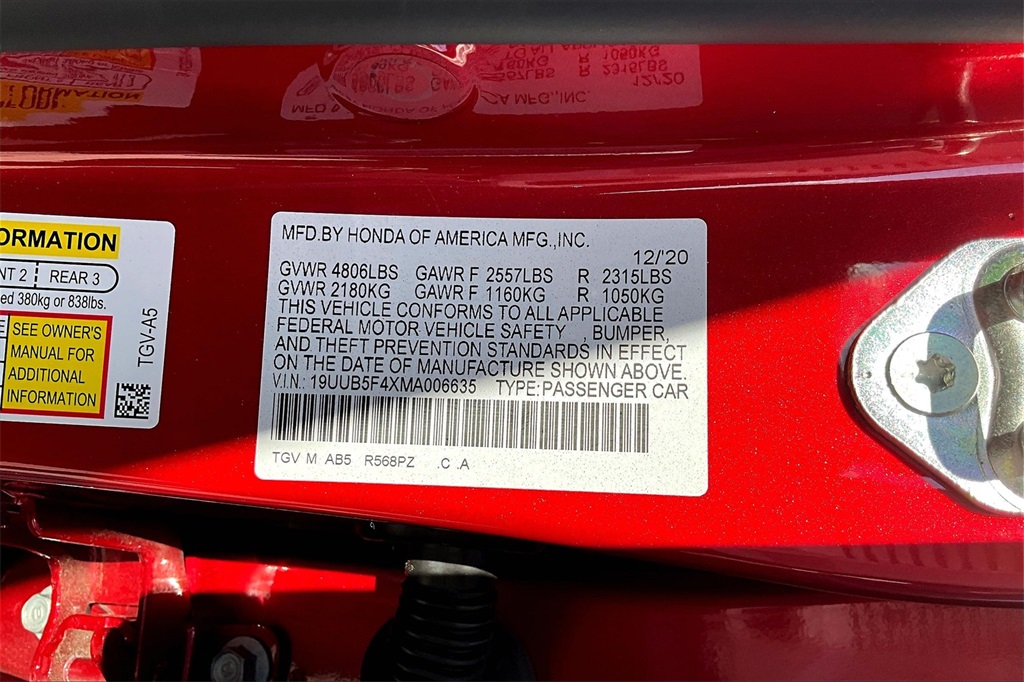 ORMATION
NT 2 REAR 3
ed 380kg or 838lbs.
SEE OWNER'S
MANUAL FOR
ADDITIONAL
INFORMATION
TGV-A5
MFD.BY HONDA OF AMERICA MFG.,INC.
12/'20
GVWR 4806LBS GAWR F 2557LBS R 2315LBS
GVWR 2180KG GAWR F 1160KG R 1050KG
THIS VEHICLE CONFORMS TO ALL APPLICABLE
FEDERAL MOTOR VEHICLE SAFETY , BUMPER,
AND THEFT PREVENTION STANDARDS IN EFFECT
ON THE DATE OF MANUFACTURE SHOWN ABOVE.
V.I.N.: 19UUB5F4XMA006635 TYPE:PASSENGER CAR
TGV M AB5 R568PZ .C .A